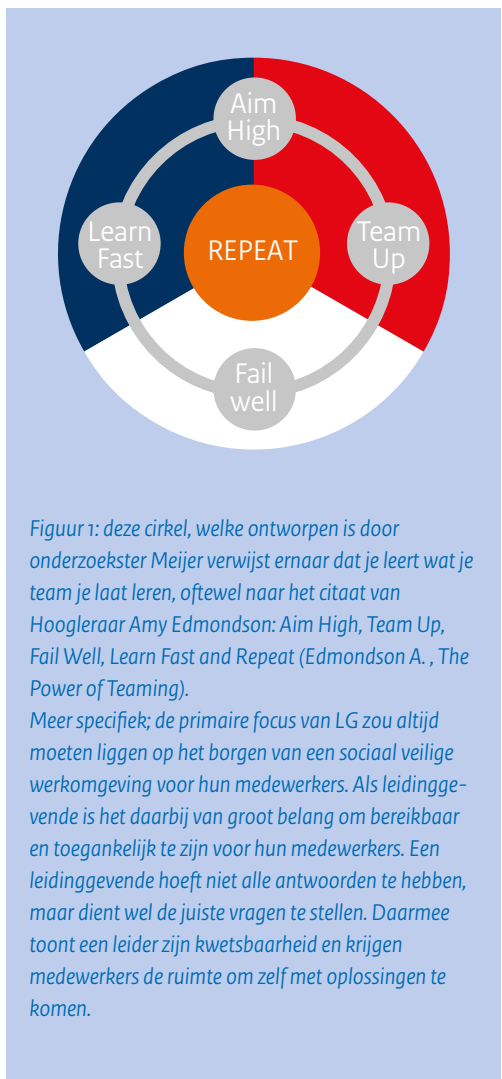 Aim
High
Learn
Fast
REPEAT
Team
Up
Fail
well
Figuur 1: deze cirkel, welke ontworpen is door
onderzoekster Meijer verwijst ernaar dat je leert wat je
team je laat leren, oftewel naar het citaat van
Hoogleraar Amy Edmondson: Aim High, Team Up,
Fail Well, Learn Fast and Repeat (Edmondson A. , The
Power of Teaming).
Meer specifiek; de primaire focus van LG zou altijd
moeten liggen op het borgen van een sociaal veilige
werkomgeving voor hun medewerkers. Als leidingge-
vende is het daarbij van groot belang om bereikbaar
en toegankelijk te zijn voor hun medewerkers. Een
leidinggevende hoeft niet alle antwoorden te hebben,
maar dient wel de juiste vragen te stellen. Daarmee
toont een leider zijn kwetsbaarheid en krijgen
medewerkers de ruimte om zelf met oplossingen te
komen.